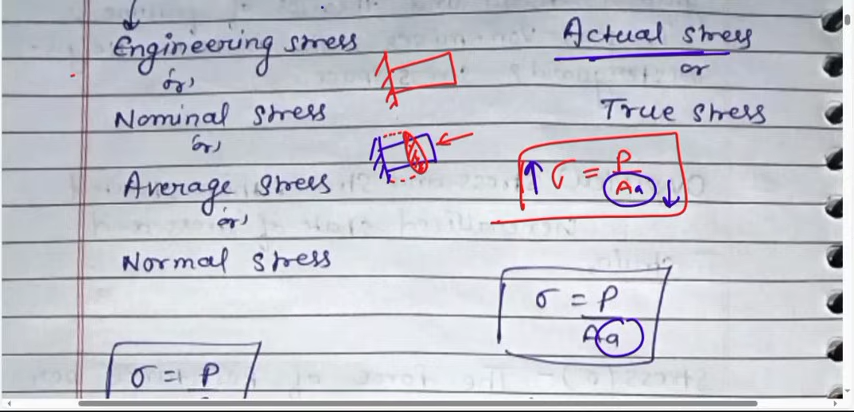 Engineering stress
or,
Nominal stress
or,
Average stress
or,
Normal stress
σ = P
Actual stress
or
True stress
↑ σ = P / Aa ↓
σ = P / Aa